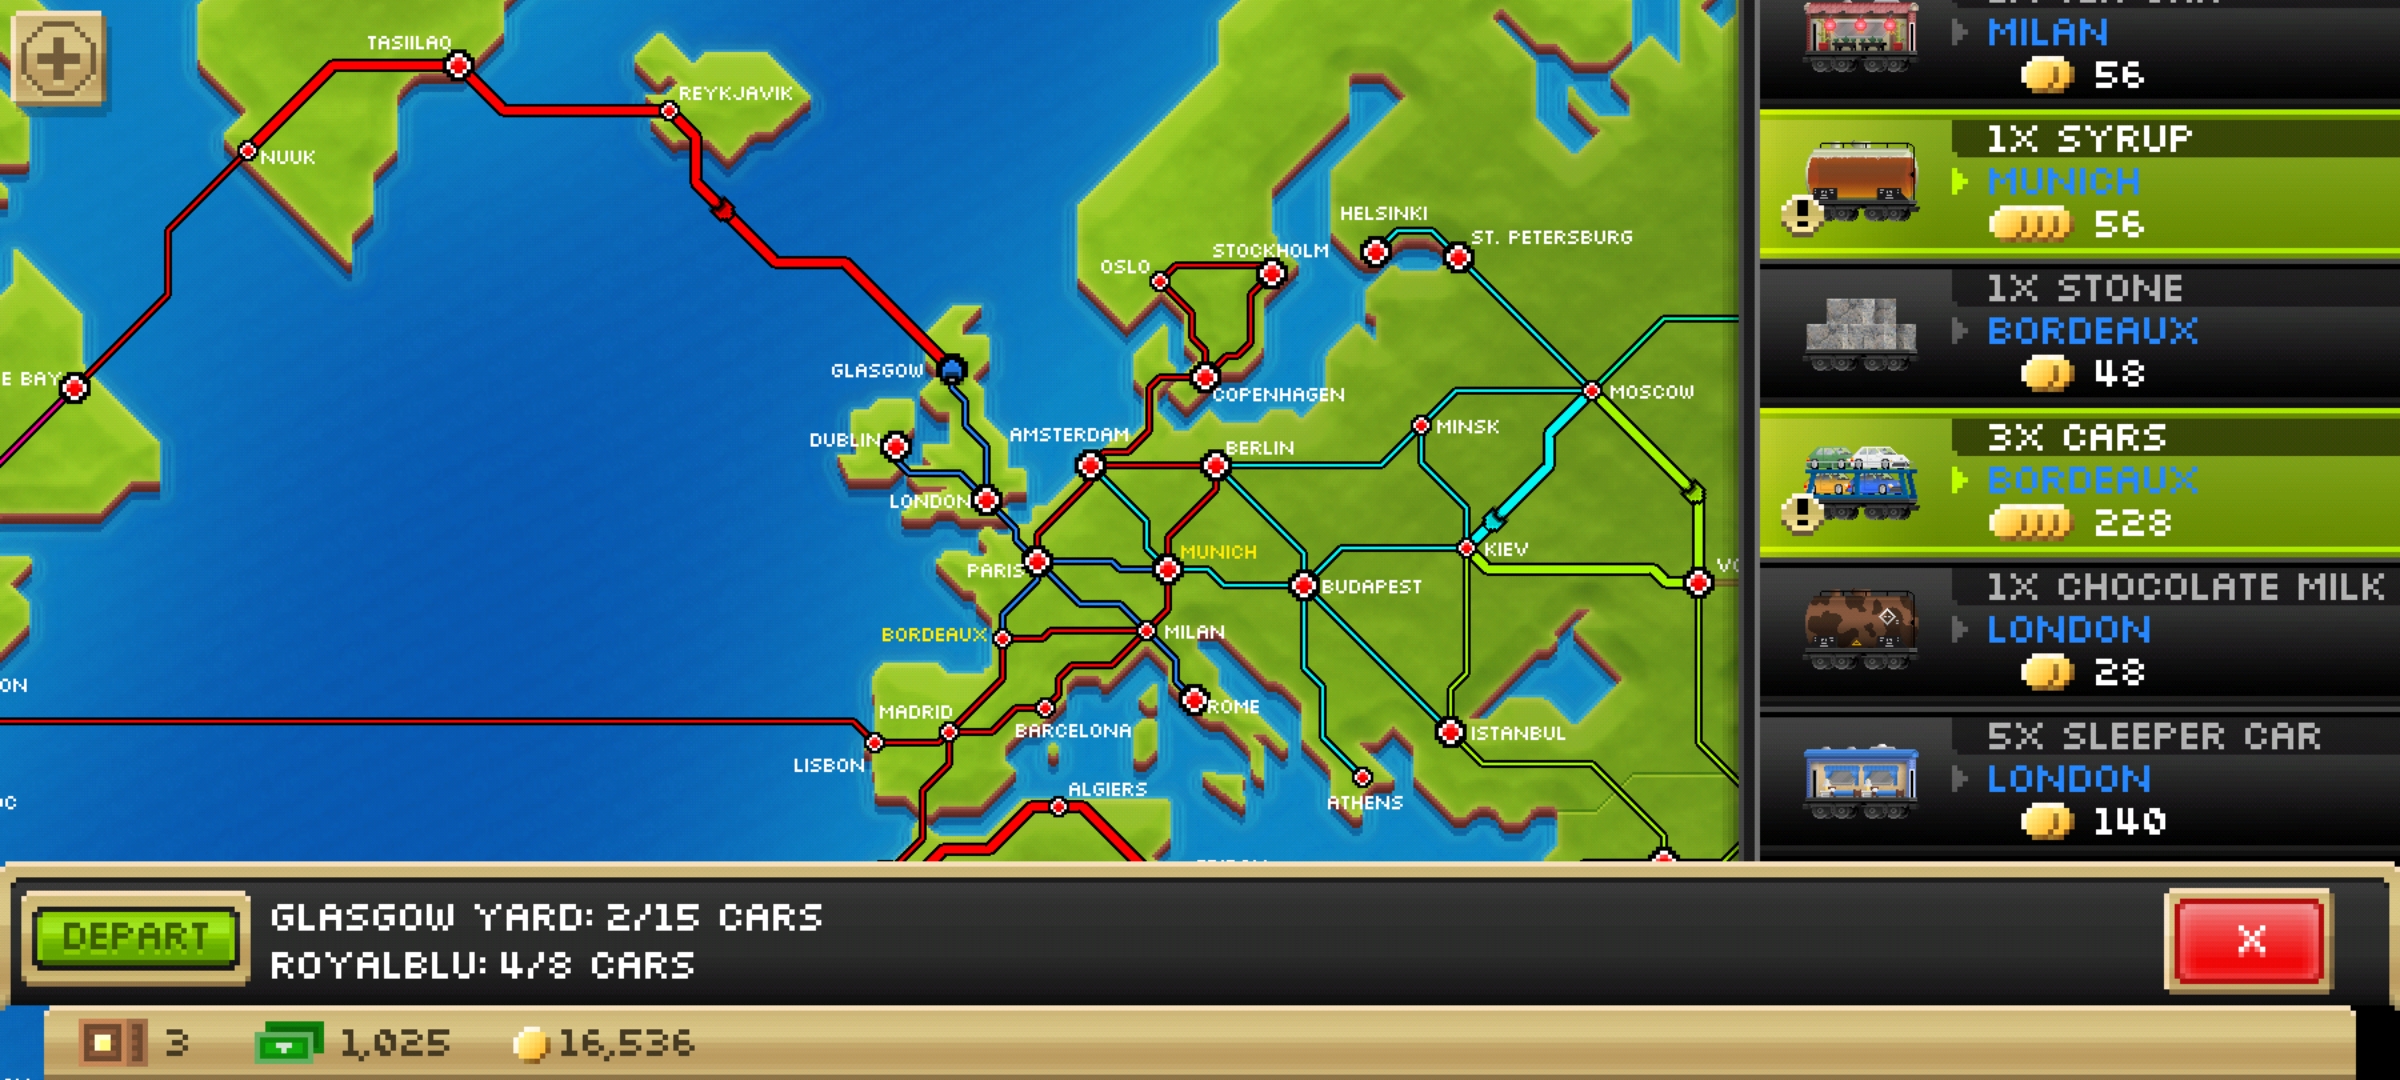 TASIILAQ
REYKJAVIK
NUUK
HELSINKI
ST. PETERSBURG
STOCKHOLM
OSLO
GLASGOW
E BAY
MOSCOW
COPENHAGEN
MINSK
AMSTERDAM
DUBLIN
BERLIN
LONDON
MUNICH
KIEV
PARIS
BUDAPEST
BORDEAUX
MILAN
ON
MADRID
ROME
BARCELONA
ISTANBUL
LISBON
ALGIERS
ATHENS
MILAN
56
1X SYRUP
MUNICH
56
1X STONE
BORDEAUX
48
3X CARS
BORDEAUX
228
1X CHOCOLATE MILK
LONDON
28
5X SLEEPER CAR
LONDON
140
DEPART
GLASGOW YARD: 2/15 CARS
ROYALBLU: 4/8 CARS
X
3
1,025
16,536